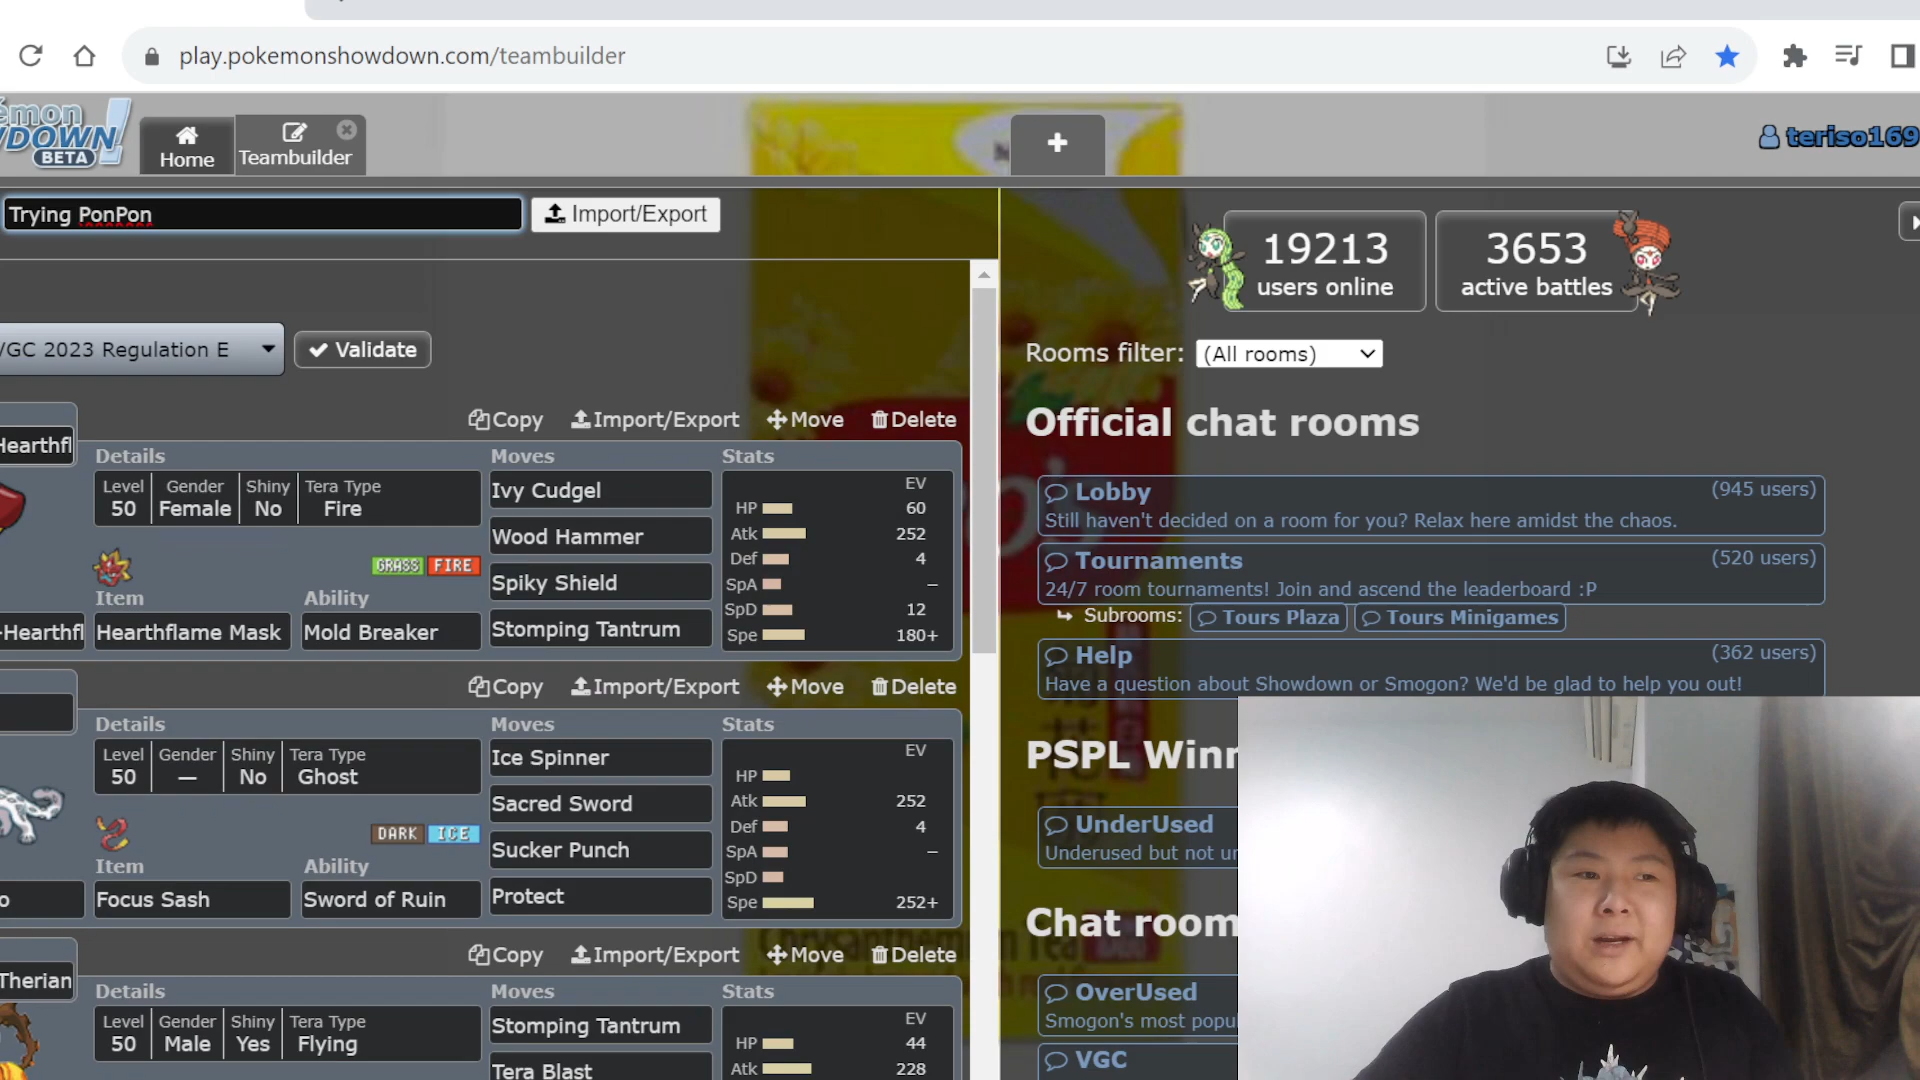 play.pokemonshowdown.com/teambuilder
émon
WDOWN!
BETA
Home
Teambuilder
+
teriso169
Trying PonPon
Import/Export
19213
users online
3653
active battles
VGC 2023 Regulation E
Validate
Rooms filter: (All rooms)
Official chat rooms
Lobby (945 users)
Still haven't decided on a room for you? Relax here amidst the chaos.
Tournaments (520 users)
24/7 room tournaments! Join and ascend the leaderboard :P
Subrooms: Tours Plaza Tours Minigames
Help (362 users)
Have a question about Showdown or Smogon? We'd be glad to help you out!
PSPL Winn
UnderUsed
Underused but not un
Chat room
OverUsed
Smogon's most popul
VGC
Copy Import/Export Move Delete
Hearthfl
Details
Level Gender Shiny Tera Type
50 Female No Fire
GRASS FIRE
Item Ability
-Hearthfl Hearthflame Mask Mold Breaker
Moves
Ivy Cudgel
Wood Hammer
Spiky Shield
Stomping Tantrum
Stats
EV
HP 60
Atk 252
Def 4
SpA –
SpD 12
Spe 180+
Copy Import/Export Move Delete
Details
Level Gender Shiny Tera Type
50 — No Ghost
DARK ICE
Item Ability
o Focus Sash Sword of Ruin
Moves
Ice Spinner
Sacred Sword
Sucker Punch
Protect
Stats
EV
HP
Atk 252
Def 4
SpA –
SpD
Spe 252+
Copy Import/Export Move Delete
Therian
Details
Level Gender Shiny Tera Type
50 Male Yes Flying
Moves
Stomping Tantrum
Tera Blast
Stats
EV
HP 44
Atk 228